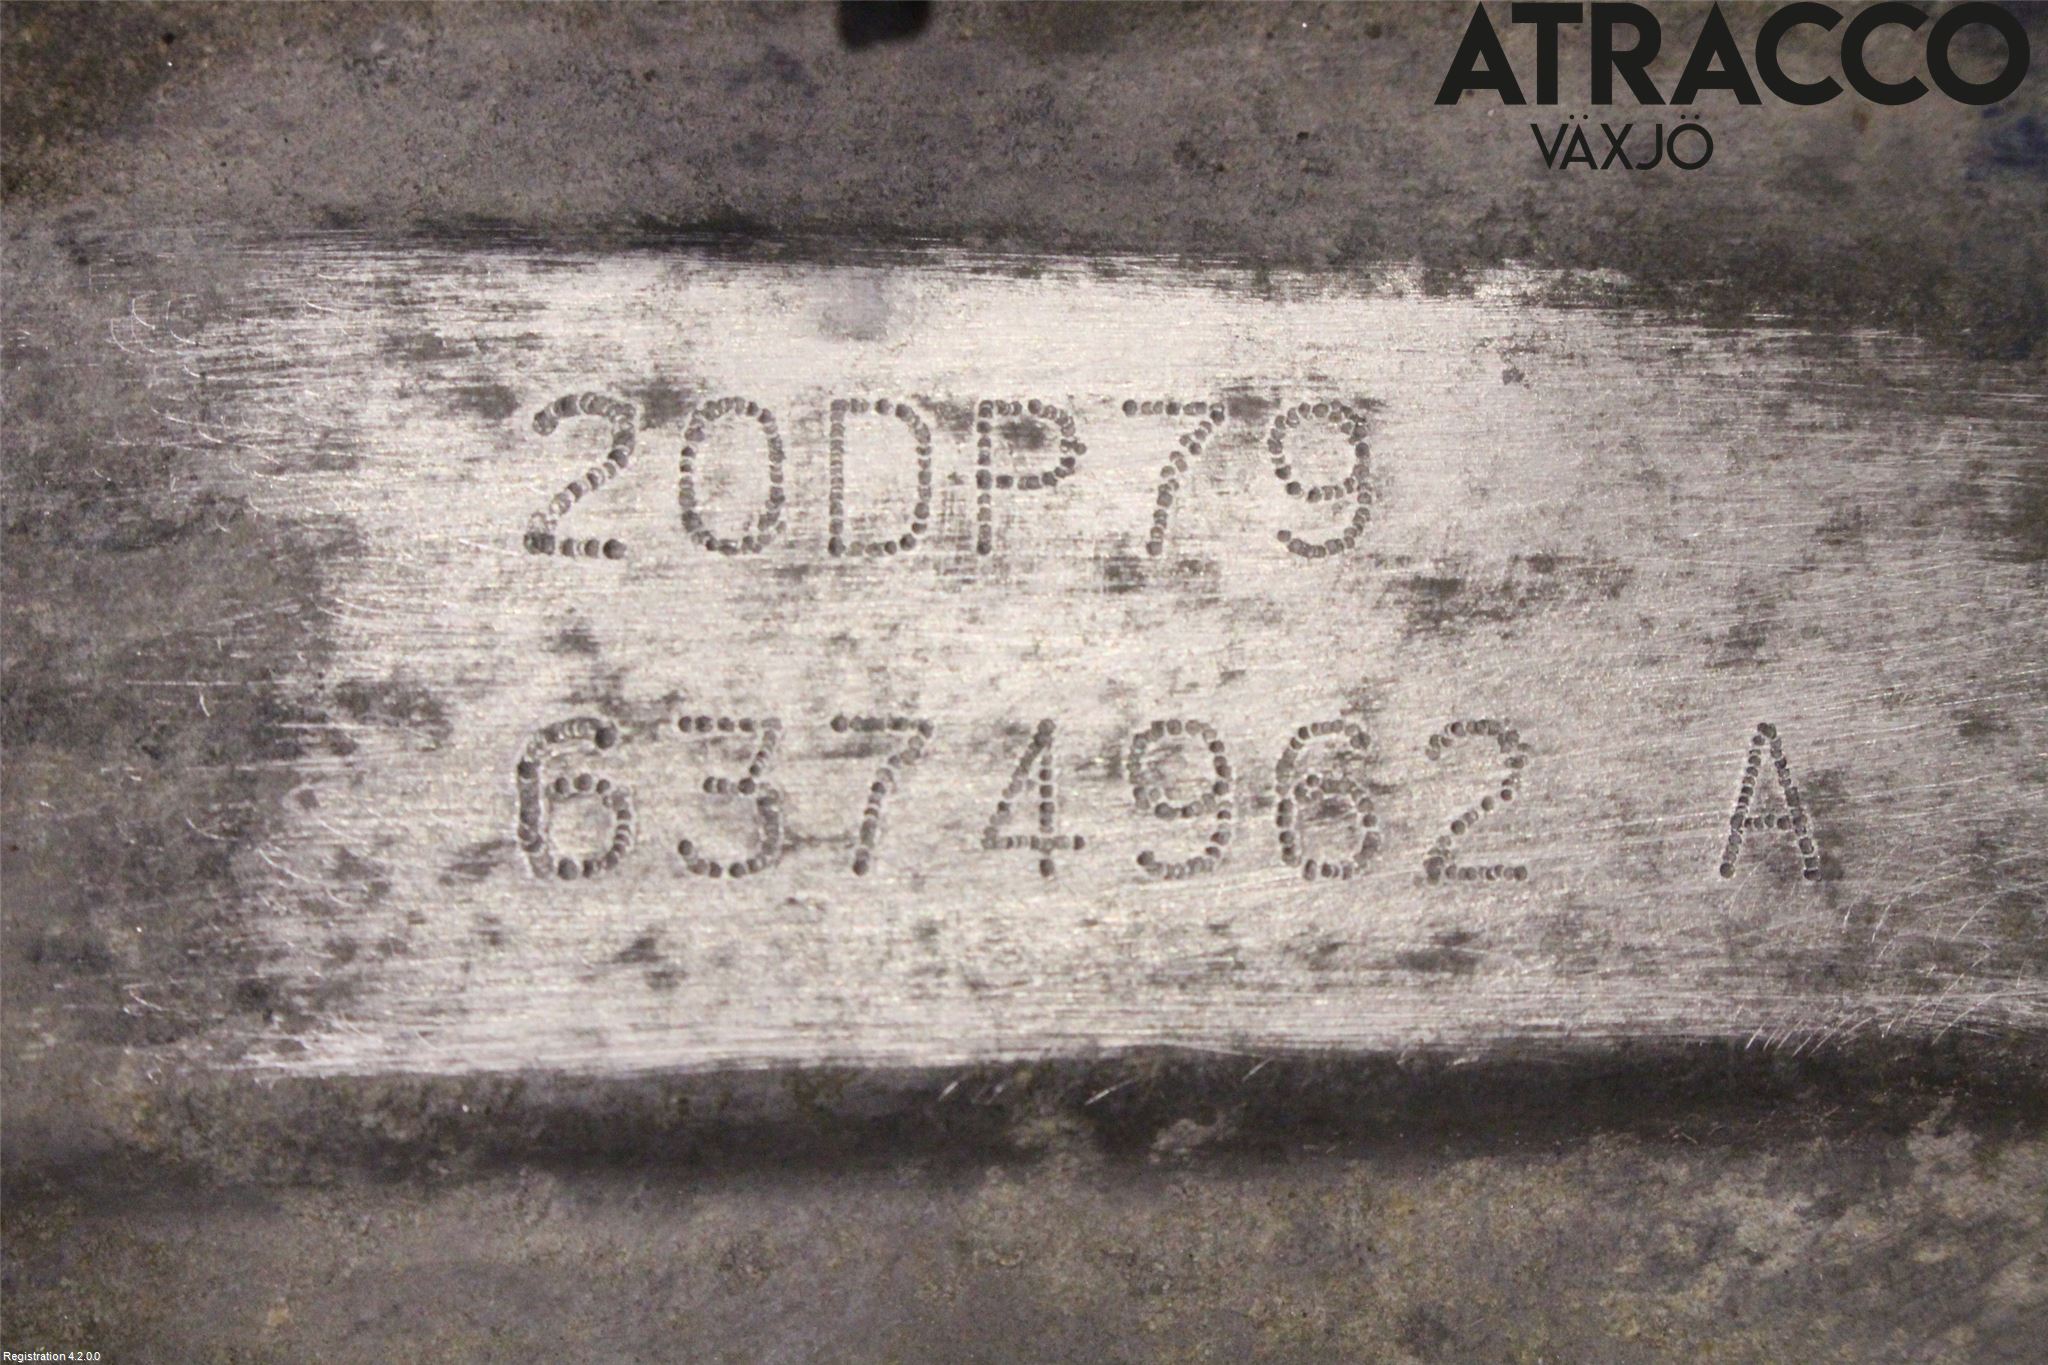 ATRACCO
VÄXJÖ
20DP79
6374962 A
Registration 4.2.0.0